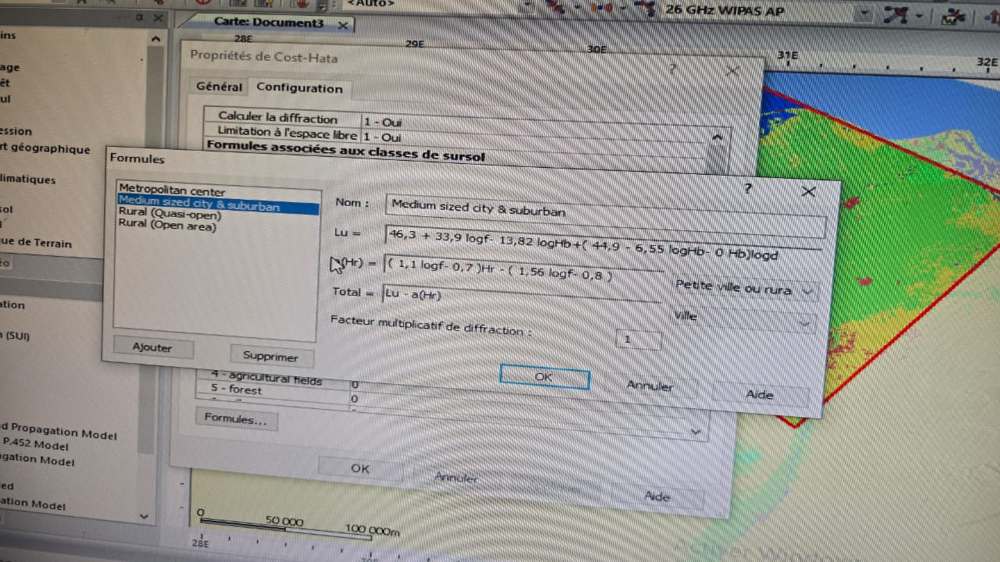 <Auto>
26 GHz WIPAS AP
Carte: Document3
28E
29E
30E
31E
32E
ins
age
êt
ul
ession
rt géographique
limatiques
sol
ue de Terrain
éo
ation
n (SUI)
d Propagation Model
P.452 Model
agation Model
ed
ation Model
Propriétés de Cost-Hata
?
Général
Configuration
Calculer la diffraction 1 - Oui
Limitation à l'espace libre 1 - Oui
Formules associées aux classes de sursol
Formules
?
Metropolitan center
Medium sized city & suburban
Rural (Quasi-open)
Rural (Open area)
Ajouter
Supprimer
Nom : Medium sized city & suburban
Lu = 46,3 + 33,9 logf- 13,82 logHb+( 44,9 - 6,55 logHb- 0 Hb)logd
(Hr) = ( 1,1 logf- 0,7 )Hr - ( 1,56 logf- 0,8 )
Petite ville ou rura
Total = Lu - a(Hr)
Ville
Facteur multiplicatif de diffraction : 1
OK
Annuler
Aide
4 - agricultural fields 0
5 - forest 0
Formules...
OK
Annuler
Aide
0 50 000 100 000m
28E